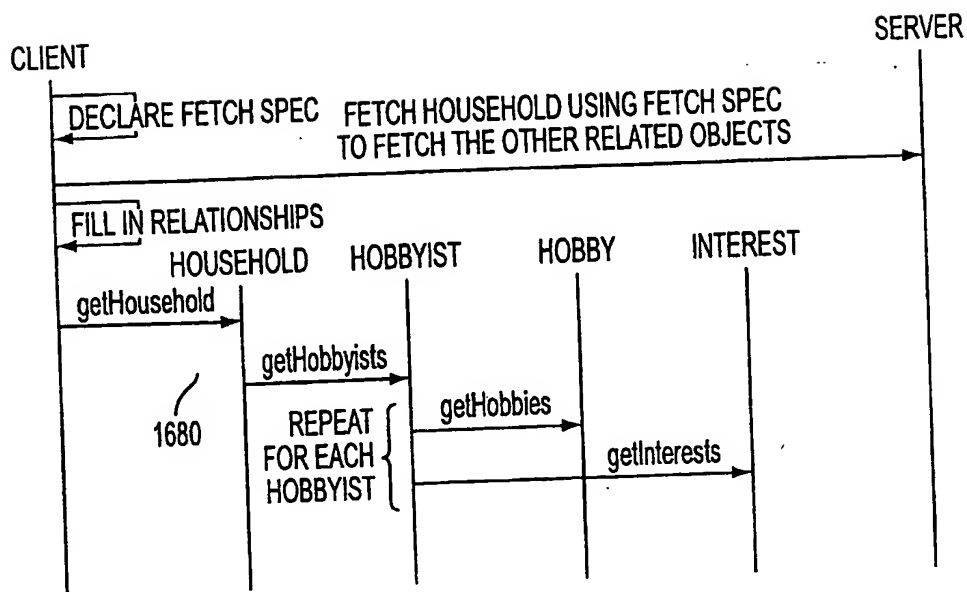 CLIENT
SERVER
DECLARE FETCH SPEC
FETCH HOUSEHOLD USING FETCH SPEC
TO FETCH THE OTHER RELATED OBJECTS
FILL IN RELATIONSHIPS
HOUSEHOLD
HOBBYIST
HOBBY
INTEREST
getHousehold
getHobbyists
1680
REPEAT
FOR EACH
HOBBYIST
getHobbies
getInterests